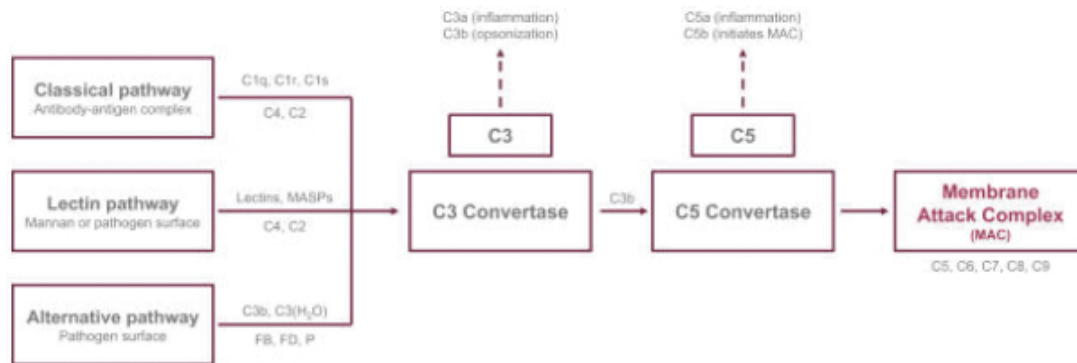 C3a (inflammation)
C3b (opsonization)
C5a (inflammation)
C5b (initiates MAC)
Classical pathway
Antibody-antigen complex
C1q, C1r, C1s
C4, C2
C3
C5
Lectin pathway
Mannan or pathogen surface
Lectins, MASPs
C4, C2
C3 Convertase
C3b
C5 Convertase
Membrane
Attack Complex
(MAC)
C5, C6, C7, C8, C9
Alternative pathway
Pathogen surface
C3b, C3(H₂O)
FB, FD, P